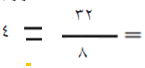 ٤ = ٣٢ / ٨ =